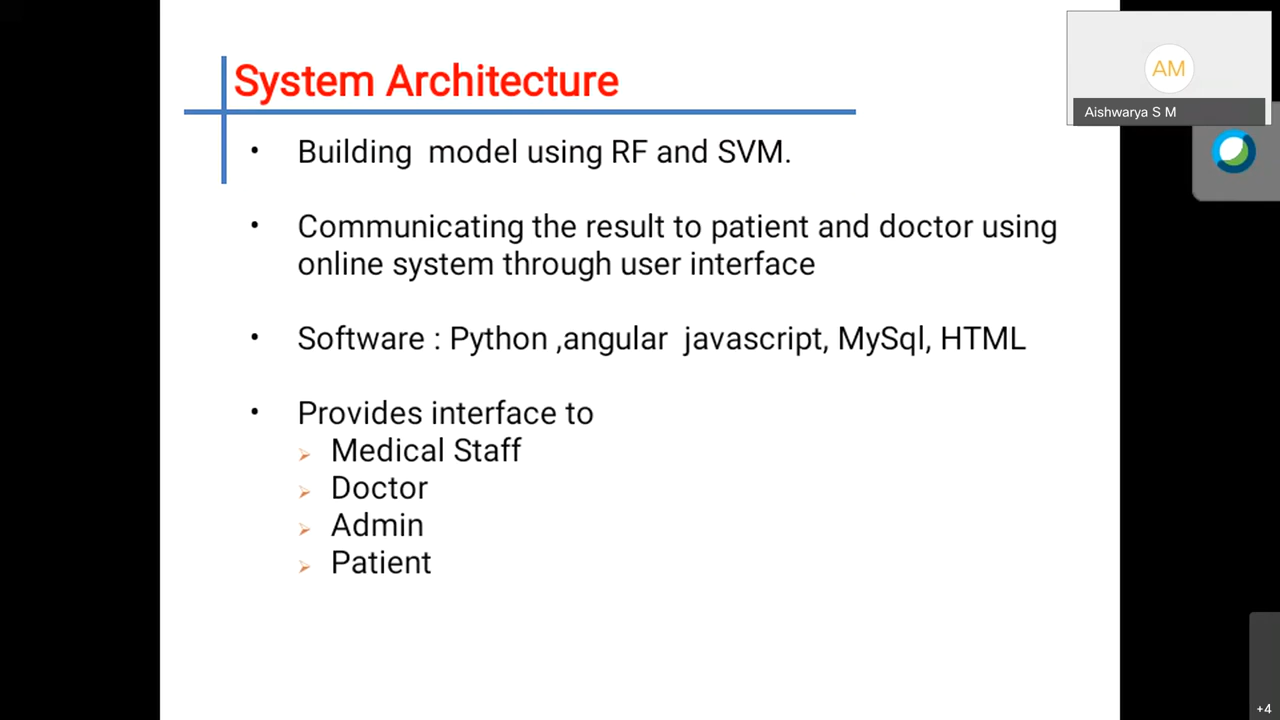 System Architecture
• Building model using RF and SVM.
• Communicating the result to patient and doctor using
online system through user interface
• Software : Python ,angular javascript, MySql, HTML
• Provides interface to
➢ Medical Staff
➢ Doctor
➢ Admin
➢ Patient
AM
Aishwarya S M
+4